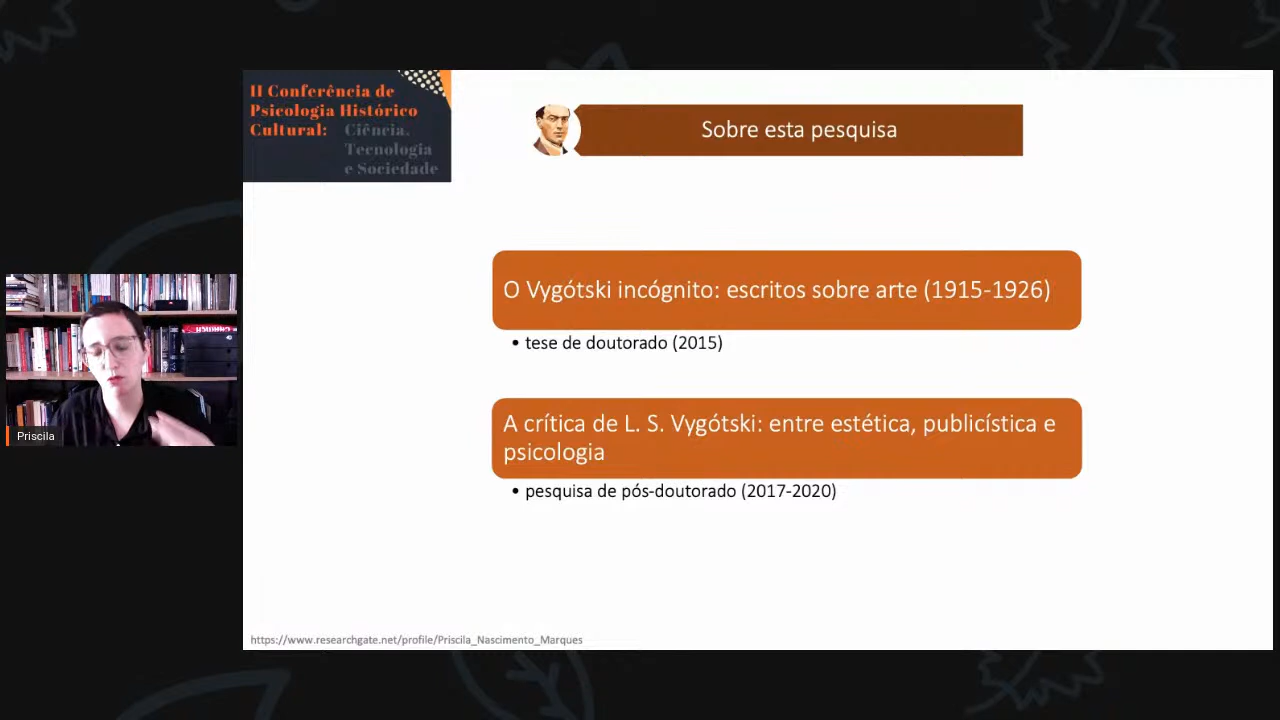 II Conferência de
Psicologia Histórico
Cultural: Ciência,
Tecnologia
e Sociedade
Sobre esta pesquisa
O Vygótski incógnito: escritos sobre arte (1915-1926)
• tese de doutorado (2015)
A crítica de L. S. Vygótski: entre estética, publicística e
psicologia
• pesquisa de pós-doutorado (2017-2020)
Priscila
https://www.researchgate.net/profile/Priscila_Nascimento_Marques